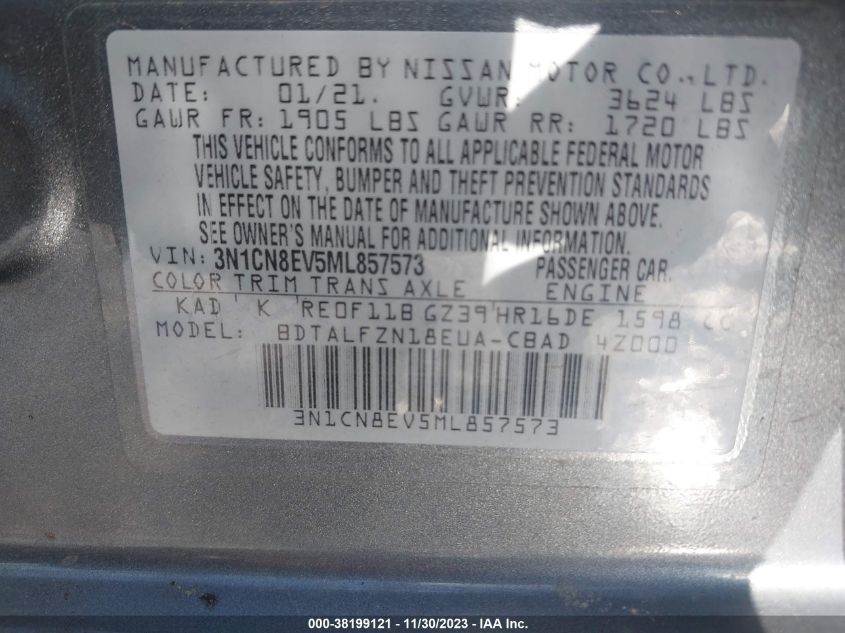 MANUFACTURED BY NISSAN MOTOR CO., LTD.
DATE: 01/21. GVWR: 3624 LBS
GAWR FR: 1905 LBS GAWR RR: 1720 LBS
THIS VEHICLE CONFORMS TO ALL APPLICABLE FEDERAL MOTOR
VEHICLE SAFETY, BUMPER AND THEFT PREVENTION STANDARDS
IN EFFECT ON THE DATE OF MANUFACTURE SHOWN ABOVE.
SEE OWNER'S MANUAL FOR ADDITIONAL INFORMATION.
VIN: 3N1CN8EV5ML857573 PASSENGER CAR.
COLOR TRIM TRANS AXLE ENGINE
KAD ' K 'RE0F11B GZ39'HR16DE 1598 CC
MODEL: BDTALFZN18EUA-CBAD 4Z000
3N1CN8EV5ML857573
000-38199121 - 11/30/2023 - © IAA Inc.